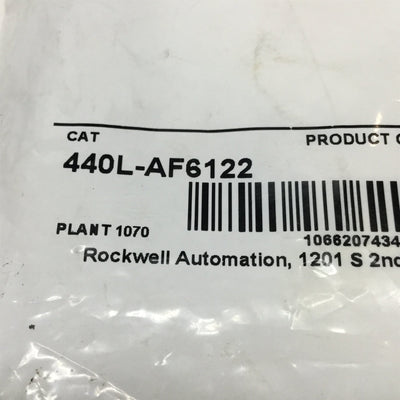 CAT PRODUCT
440L-AF6122
PLANT 1070 1066207434
Rockwell Automation, 1201 S 2nd